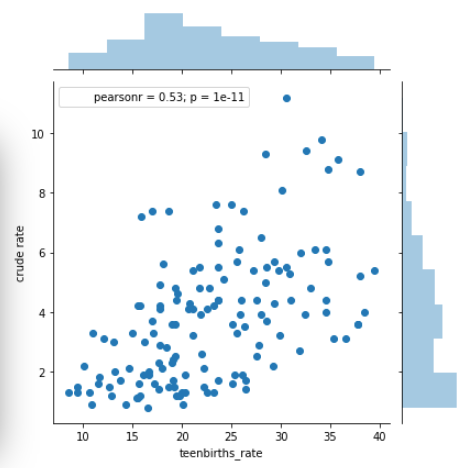 pearsonr = 0.53; p = 1e-11
10
8
6
4
2
crude rate
10 15 20 25 30 35 40
teenbirths_rate